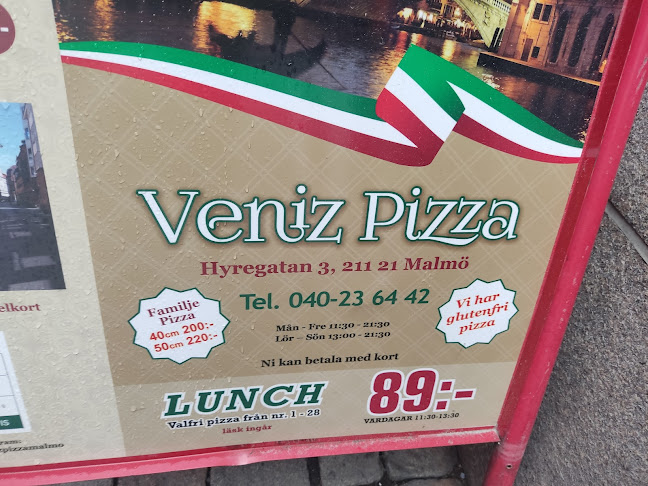 Veniz Pizza
Hyregatan 3, 211 21 Malmö
Tel. 040-23 64 42
Familje
Pizza
40cm 200:-
50cm 220:-
Mån - Fre 11:30 - 21:30
Lör – Sön 13:00 - 21:30
Vi har
glutenfri
pizza
Ni kan betala med kort
LUNCH
Valfri pizza från nr. 1 - 28
läsk ingår
89:-
VARDAGAR 11:30-13:30
elkort
ram:
pizzamalmo